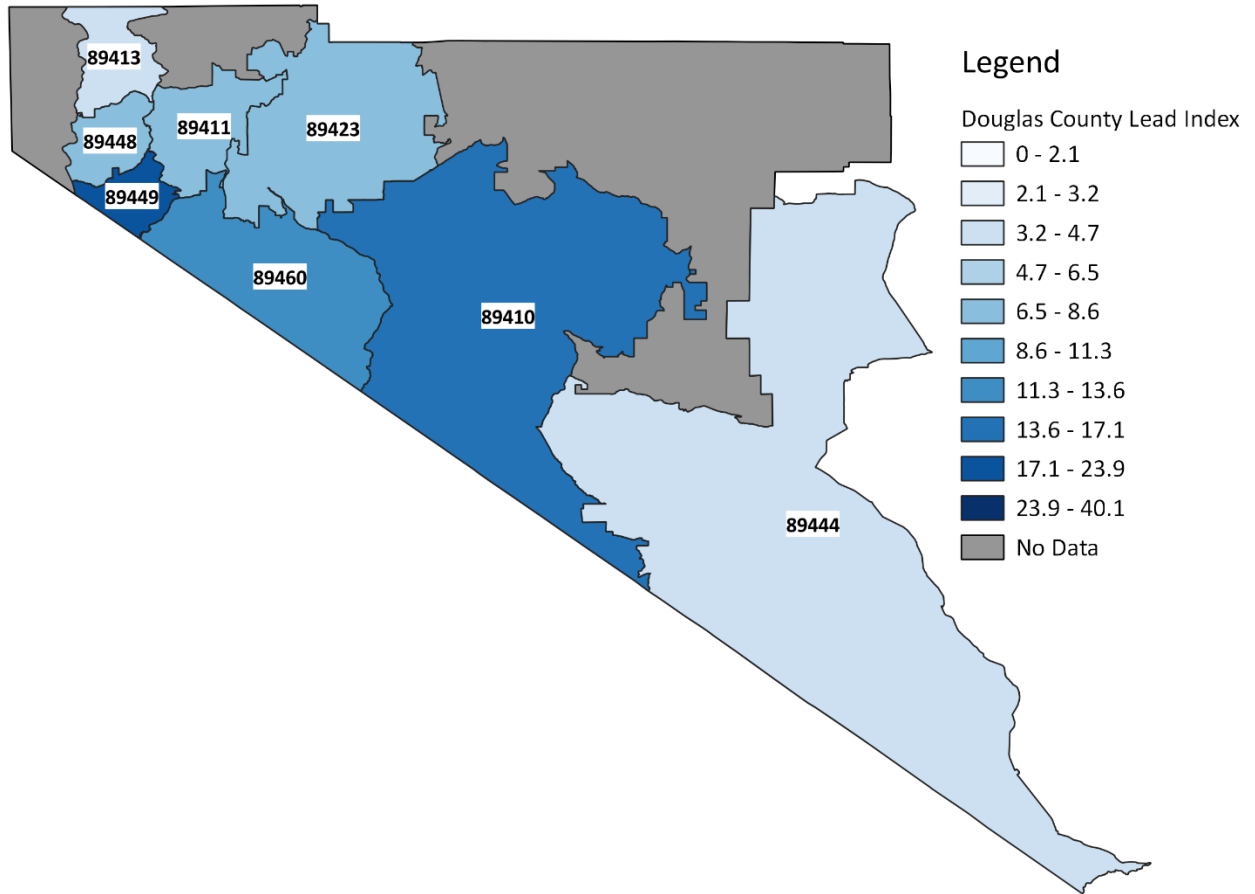 89413
89448
89411
89423
89449
89460
89410
89444
Legend
Douglas County Lead Index
0 - 2.1
2.1 - 3.2
3.2 - 4.7
4.7 - 6.5
6.5 - 8.6
8.6 - 11.3
11.3 - 13.6
13.6 - 17.1
17.1 - 23.9
23.9 - 40.1
No Data